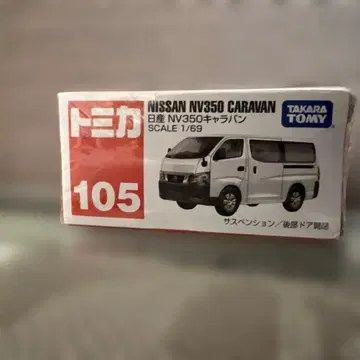 トミカ
105
NISSAN NV350 CARAVAN
日産 NV350キャラバン
SCALE 1/69
TAKARA
TOMY
サスペンション/後部ドア開閉